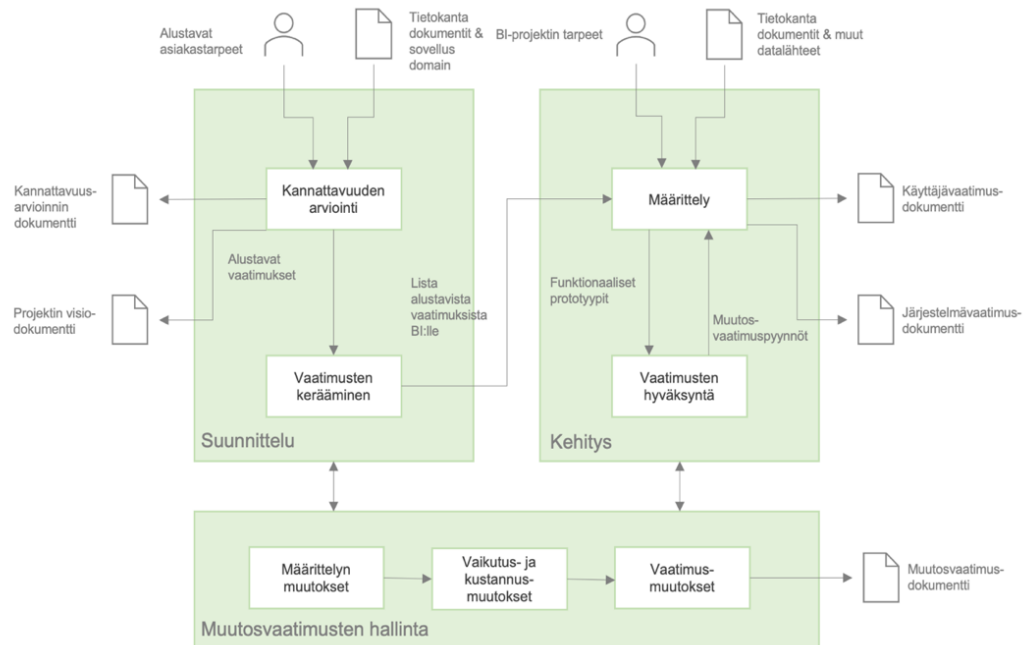 Alustavat
asiakastarpeet
Tietokanta
dokumentit &
sovellus
domain
BI-projektin tarpeet
Tietokanta
dokumentit & muut
datalähteet
Kannattavuus-
arvioinnin
dokumentti
Kannattavuuden
arviointi
Määrittely
Käyttäjävaatimus-
dokumentti
Alustavat
vaatimukset
Lista
alustavista
vaatimuksista
BI:lle
Funktionaaliset
prototyypit
Muutos-
vaatimuspyynnöt
Projektin visio-
dokumentti
Järjestelmävaatimus-
dokumentti
Vaatimusten
kerääminen
Vaatimusten
hyväksyntä
Suunnittelu
Kehitys
Määrittelyn
muutokset
Vaikutus- ja
kustannus-
muutokset
Vaatimus-
muutokset
Muutosvaatimus-
dokumentti
Muutosvaatimusten hallinta